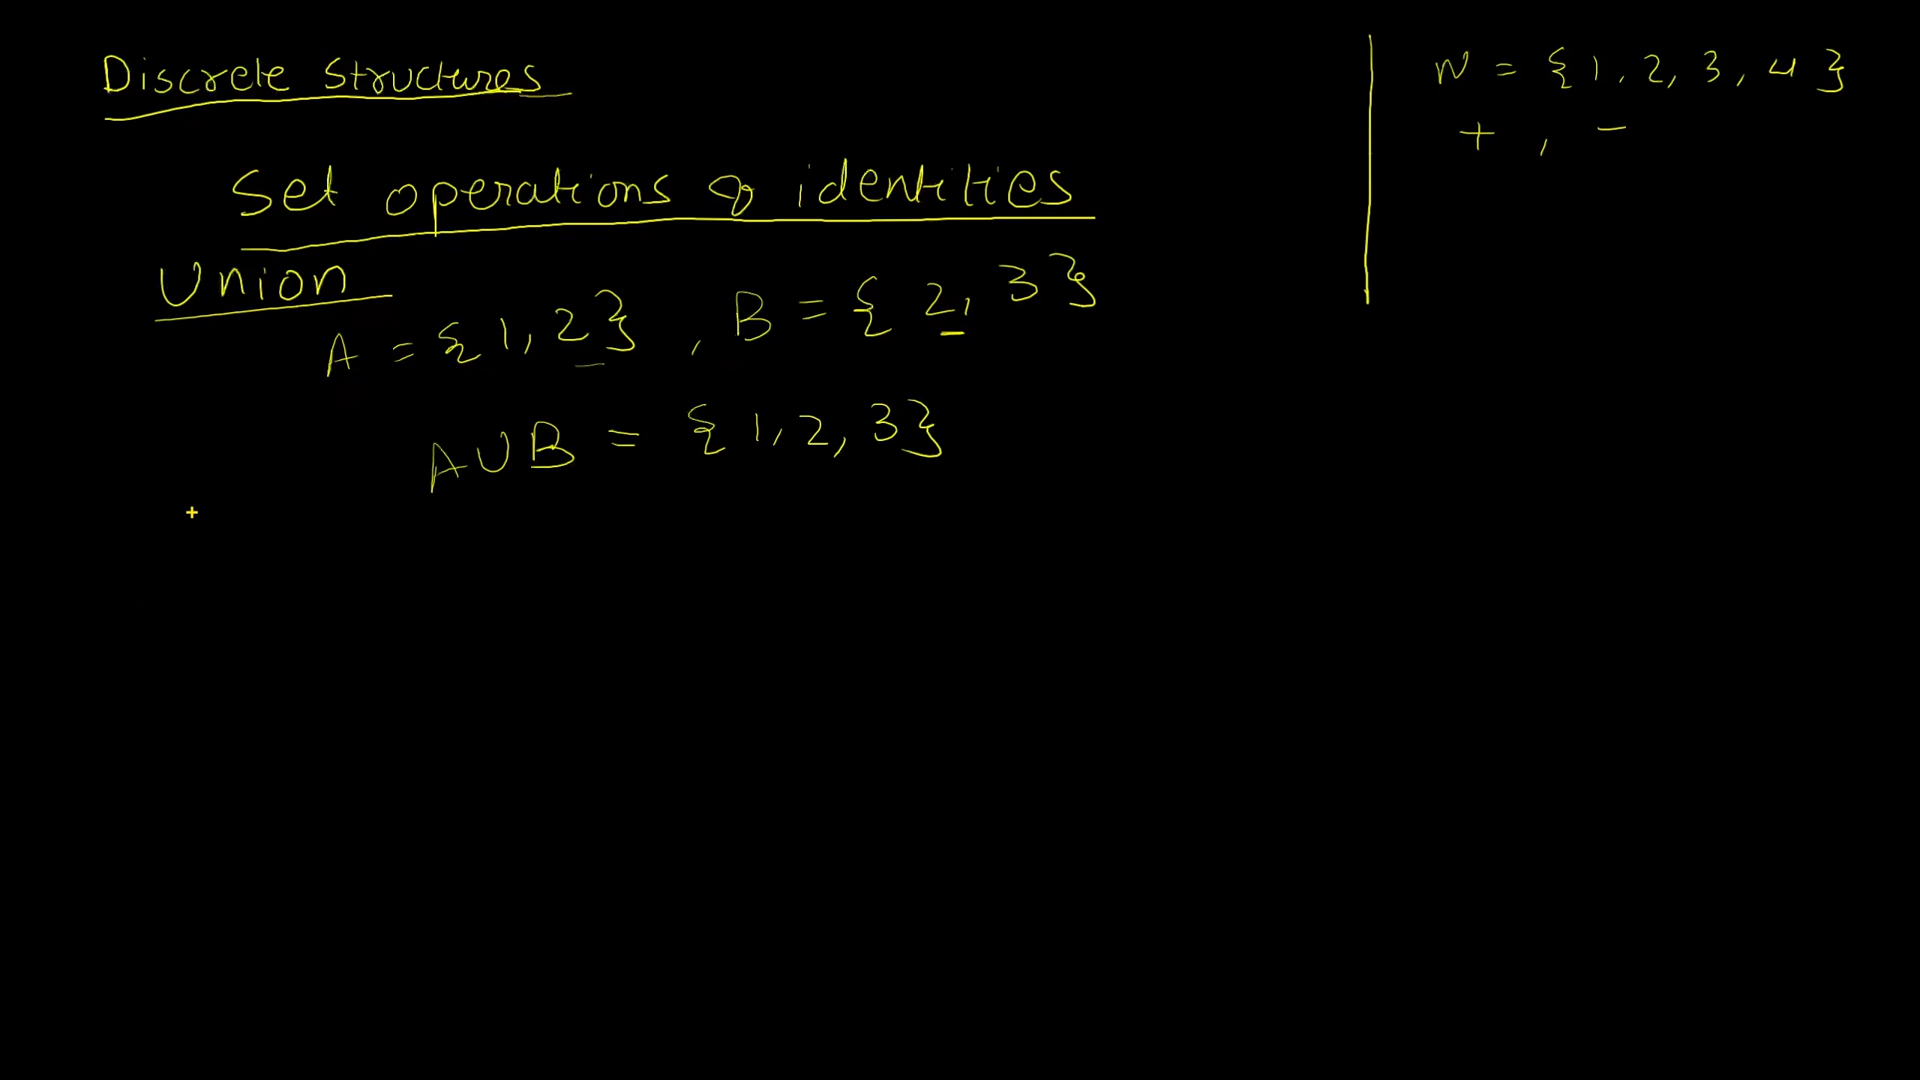 Discrete Structures
Set operations & identities
Union
A = {1, 2} , B = {2, 3}
A∪B = {1, 2, 3}
N = {1, 2, 3, 4}
+ , -